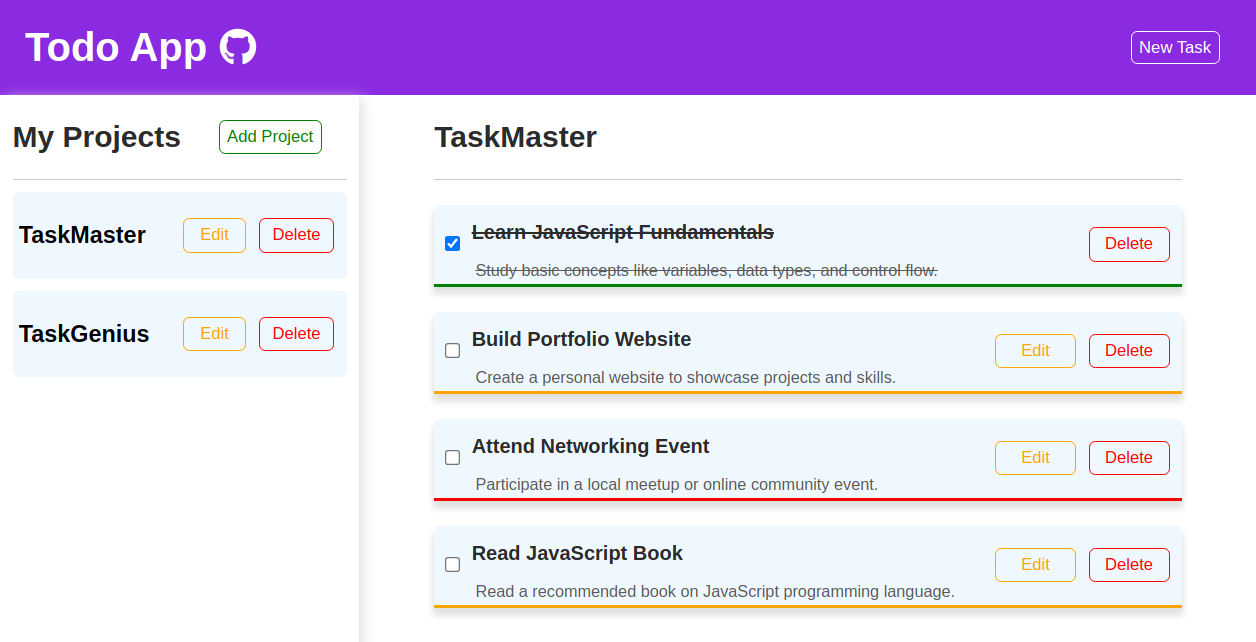 Todo App
New Task
My Projects
Add Project
TaskMaster
Edit
Delete
TaskGenius
Edit
Delete
TaskMaster
Learn JavaScript Fundamentals
Study basic concepts like variables, data types, and control flow.
Delete
Build Portfolio Website
Create a personal website to showcase projects and skills.
Edit
Delete
Attend Networking Event
Participate in a local meetup or online community event.
Edit
Delete
Read JavaScript Book
Read a recommended book on JavaScript programming language.
Edit
Delete